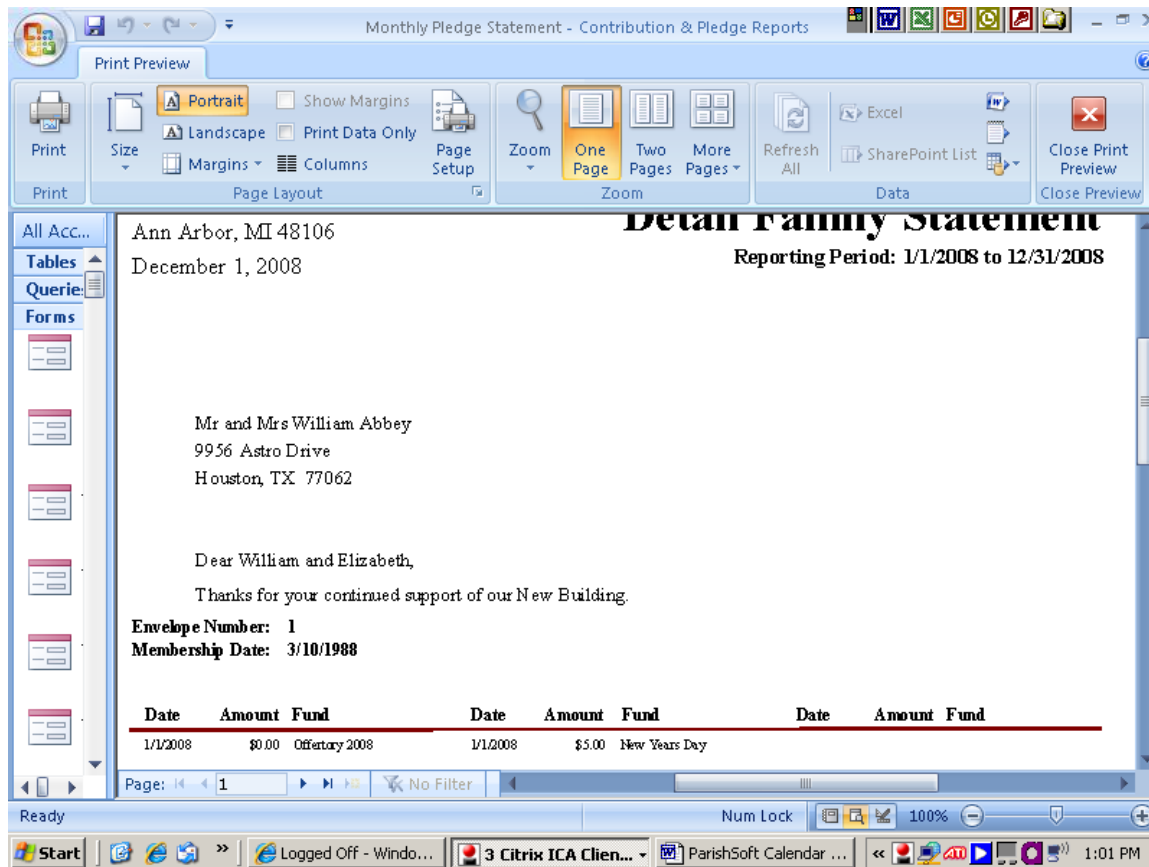 Monthly Pledge Statement - Contribution & Pledge Reports
Print Preview
Print
Size
Portrait
Landscape
Margins
Show Margins
Print Data Only
Columns
Page Setup
Zoom
One Page
Two Pages
More Pages
Refresh All
Excel
SharePoint List
Close Print Preview
Print
Page Layout
Zoom
Data
Close Preview
All Acc...
Tables
Queries
Forms
Ann Arbor, MI 48106
Detail Family Statement
December 1, 2008
Reporting Period: 1/1/2008 to 12/31/2008
Mr and Mrs William Abbey
9956 Astro Drive
Houston, TX 77062
Dear William and Elizabeth,
Thanks for your continued support of our New Building.
Envelope Number: 1
Membership Date: 3/10/1988
Date Amount Fund Date Amount Fund Date Amount Fund
1/1/2008 $0.00 Offertory 2008 1/1/2008 $5.00 New Years Day
Page: 1 No Filter
Ready Num Lock 100%
Start Logged Off - Windo... 3 Citrix ICA Clien... ParishSoft Calendar ... 1:01 PM